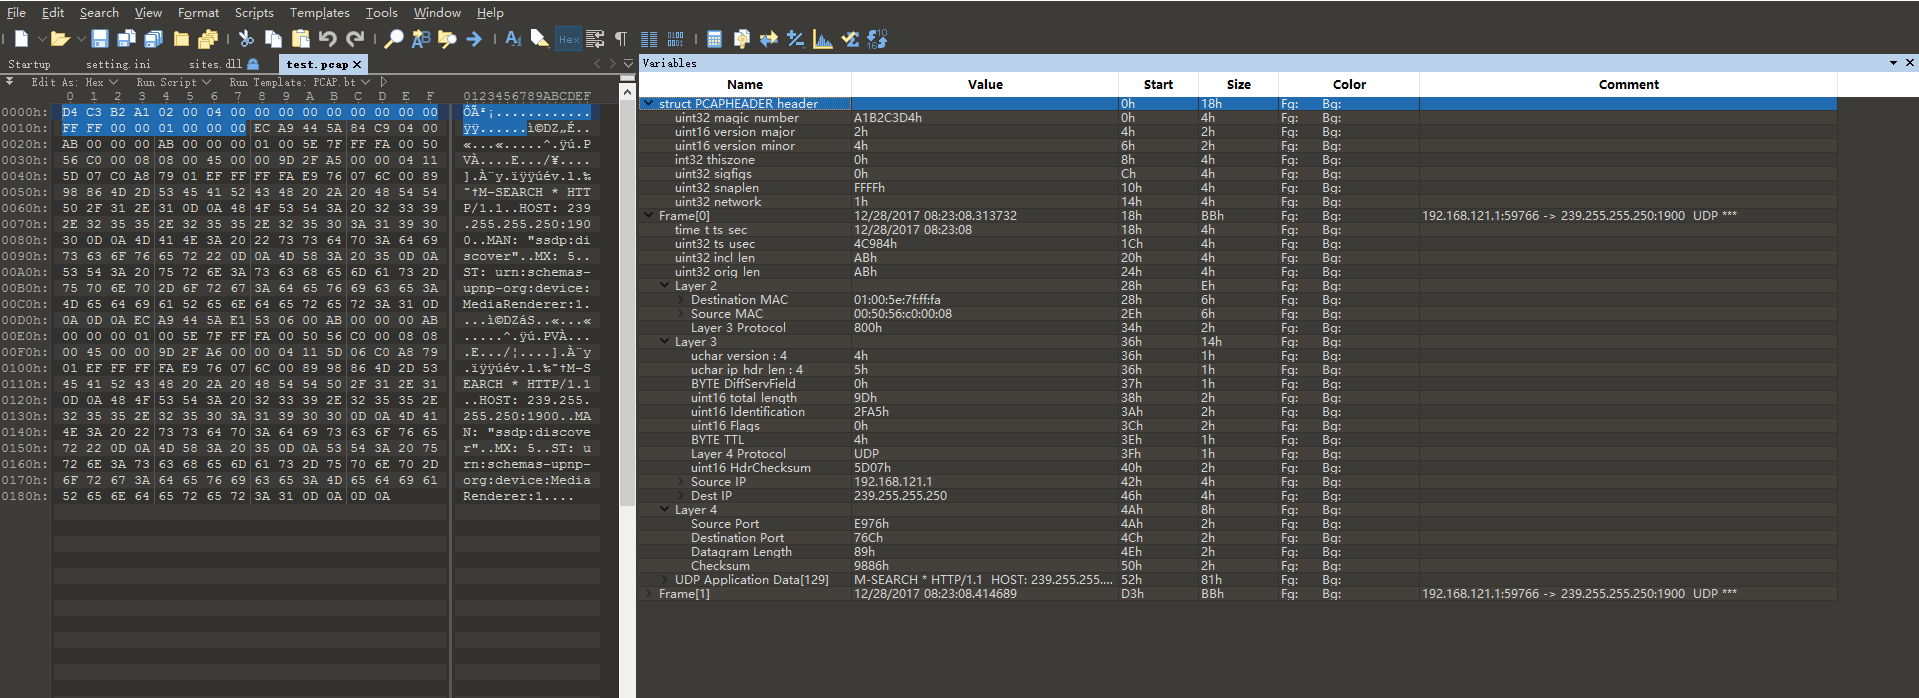 File Edit Search View Format Scripts Templates Tools Window Help
Startup setting.ini sites.dll test.pcap
Edit As: Hex Run Script Run Template: PCAP.bt
0 1 2 3 4 5 6 7 8 9 A B C D E F 0123456789ABCDEF
0000h: D4 C3 B2 A1 02 00 04 00 00 00 00 00 00 00 00 00 ÔÃ²¡............
0010h: FF FF 00 00 01 00 00 00 EC A9 44 5A 84 C9 04 00 ÿÿ......ì©DZ„É..
0020h: AB 00 00 00 AB 00 00 00 01 00 5E 7F FF FA 00 50 «...«.....^.ÿú.P
0030h: 56 C0 00 08 08 00 45 00 00 9D 2F A5 00 00 04 11 VÀ....E.../¥....
0040h: 5D 07 C0 A8 79 01 EF FF FF FA E9 76 07 6C 00 89 ].À¨y.ïÿÿúév.l.‰
0050h: 98 86 4D 2D 53 45 41 52 43 48 20 2A 20 48 54 54 ˜†M-SEARCH * HTT
0060h: 50 2F 31 2E 31 0D 0A 48 4F 53 54 3A 20 32 33 39 P/1.1..HOST: 239
0070h: 2E 32 35 35 2E 32 35 35 2E 32 35 30 3A 31 39 30 .255.255.250:190
0080h: 30 0D 0A 4D 41 4E 3A 20 22 73 73 64 70 3A 64 69 0..MAN: "ssdp:di
0090h: 73 63 6F 76 65 72 22 0D 0A 4D 58 3A 20 35 0D 0A scover"..MX: 5..
00A0h: 53 54 3A 20 75 72 6E 3A 73 63 68 65 6D 61 73 2D ST: urn:schemas-
00B0h: 75 70 6E 70 2D 6F 72 67 3A 64 65 76 69 63 65 3A upnp-org:device:
00C0h: 4D 65 64 69 61 52 65 6E 64 65 72 65 72 3A 31 0D MediaRenderer:1.
00D0h: 0A 0D 0A EC A9 44 5A E1 53 06 00 AB 00 00 00 AB ...ì©DZáS..«...«
00E0h: 00 00 00 01 00 5E 7F FF FA 00 50 56 C0 00 08 08 .....^.ÿú.PVÀ...
00F0h: 00 45 00 00 9D 2F A6 00 00 04 11 5D 06 C0 A8 79 .E.../¦....].À¨y
0100h: 01 EF FF FF FA E9 76 07 6C 00 89 98 86 4D 2D 53 .ïÿÿúév.l.‰˜†M-S
0110h: 45 41 52 43 48 20 2A 20 48 54 54 50 2F 31 2E 31 EARCH * HTTP/1.1
0120h: 0D 0A 48 4F 53 54 3A 20 32 33 39 2E 32 35 35 2E ..HOST: 239.255.
0130h: 32 35 35 2E 32 35 30 3A 31 39 30 30 0D 0A 4D 41 255.250:1900..MA
0140h: 4E 3A 20 22 73 73 64 70 3A 64 69 73 63 6F 76 65 N: "ssdp:discove
0150h: 72 22 0D 0A 4D 58 3A 20 35 0D 0A 53 54 3A 20 75 r"..MX: 5..ST: u
0160h: 72 6E 3A 73 63 68 65 6D 61 73 2D 75 70 6E 70 2D rn:schemas-upnp-
0170h: 6F 72 67 3A 64 65 76 69 63 65 3A 4D 65 64 69 61 org:device:Media
0180h: 52 65 6E 64 65 72 65 72 3A 31 0D 0A 0D 0A Renderer:1....
Variables
Name Value Start Size Color Comment
struct PCAPHEADER header 0h 18h Fg: Bg:
uint32 magic number A1B2C3D4h 0h 4h Fg: Bg:
uint16 version major 2h 4h 2h Fg: Bg:
uint16 version minor 4h 6h 2h Fg: Bg:
int32 thiszone 0h 8h 4h Fg: Bg:
uint32 sigfigs 0h Ch 4h Fg: Bg:
uint32 snaplen FFFFh 10h 4h Fg: Bg:
uint32 network 1h 14h 4h Fg: Bg:
Frame[0] 12/28/2017 08:23:08.313732 18h BBh Fg: Bg: 192.168.121.1:59766 -> 239.255.255.250:1900 UDP ***
time t ts sec 12/28/2017 08:23:08 18h 4h Fg: Bg:
uint32 ts usec 4C984h 1Ch 4h Fg: Bg:
uint32 incl len ABh 20h 4h Fg: Bg:
uint32 orig len ABh 24h 4h Fg: Bg:
Layer 2 28h Eh Fg: Bg:
Destination MAC 01:00:5e:7f:ff:fa 28h 6h Fg: Bg:
Source MAC 00:50:56:c0:00:08 2Eh 6h Fg: Bg:
Layer 3 Protocol 800h 34h 2h Fg: Bg:
Layer 3 36h 14h Fg: Bg:
uchar version : 4 4h 36h 1h Fg: Bg:
uchar ip hdr len : 4 5h 36h 1h Fg: Bg:
BYTE DiffServField 0h 37h 1h Fg: Bg:
uint16 total length 9Dh 38h 2h Fg: Bg:
uint16 Identification 2FA5h 3Ah 2h Fg: Bg:
uint16 Flags 0h 3Ch 2h Fg: Bg:
BYTE TTL 4h 3Eh 1h Fg: Bg:
Layer 4 Protocol UDP 3Fh 1h Fg: Bg:
uint16 HdrChecksum 5D07h 40h 2h Fg: Bg:
Source IP 192.168.121.1 42h 4h Fg: Bg:
Dest IP 239.255.255.250 46h 4h Fg: Bg:
Layer 4 4Ah 8h Fg: Bg:
Source Port E976h 4Ah 2h Fg: Bg:
Destination Port 76Ch 4Ch 2h Fg: Bg:
Datagram Length 89h 4Eh 2h Fg: Bg:
Checksum 9886h 50h 2h Fg: Bg:
UDP Application Data[129] M-SEARCH * HTTP/1.1 HOST: 239.255.255.... 52h 81h Fg: Bg:
Frame[1] 12/28/2017 08:23:08.414689 D3h BBh Fg: Bg: 192.168.121.1:59766 -> 239.255.255.250:1900 UDP ***